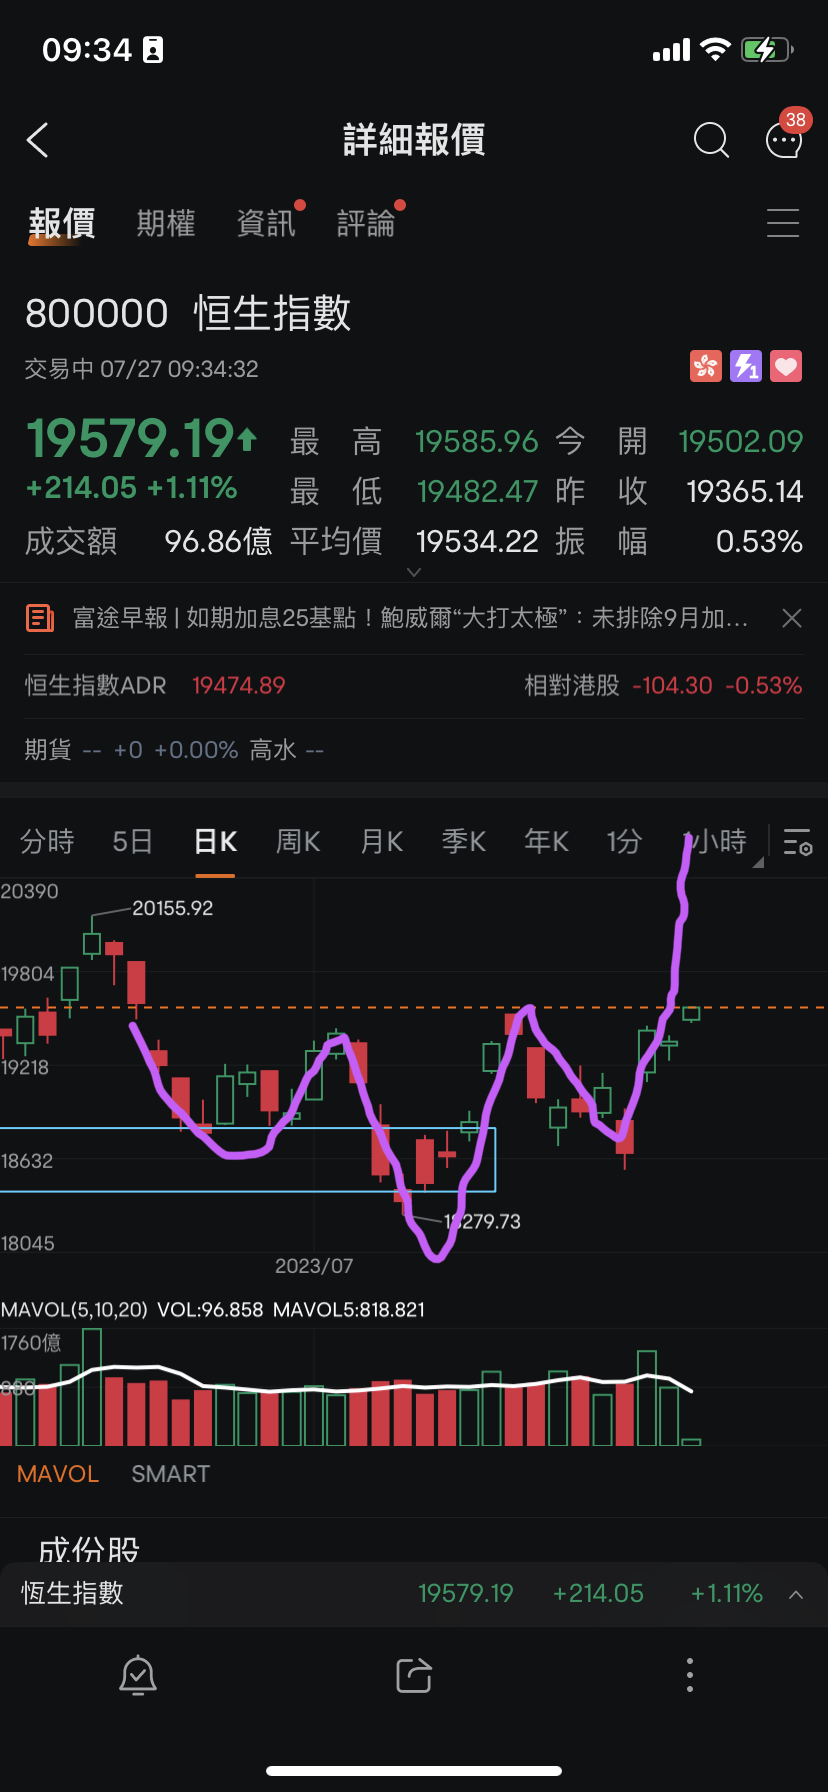 09:34
詳細報價
38
報價 期權 資訊 評論
800000 恒生指數
交易中 07/27 09:34:32
1
19579.19 最高 19585.96 今開 19502.09
+214.05 +1.11% 最低 19482.47 昨收 19365.14
成交額 96.86億 平均價 19534.22 振幅 0.53%
富途早報 | 如期加息25基點！鮑威爾“大打太極”：未排除9月加...
恒生指數ADR 19474.89 相對港股 -104.30 -0.53%
期貨 -- +0 +0.00% 高水 --
分時 5日 日K 周K 月K 季K 年K 1分 小時
20390
20155.92
19804
19218
18632
18279.73
18045
2023/07
MAVOL(5,10,20) VOL:96.858 MAVOL5:818.821
1760億
880
MAVOL SMART
成份股
恆生指數 19579.19 +214.05 +1.11%